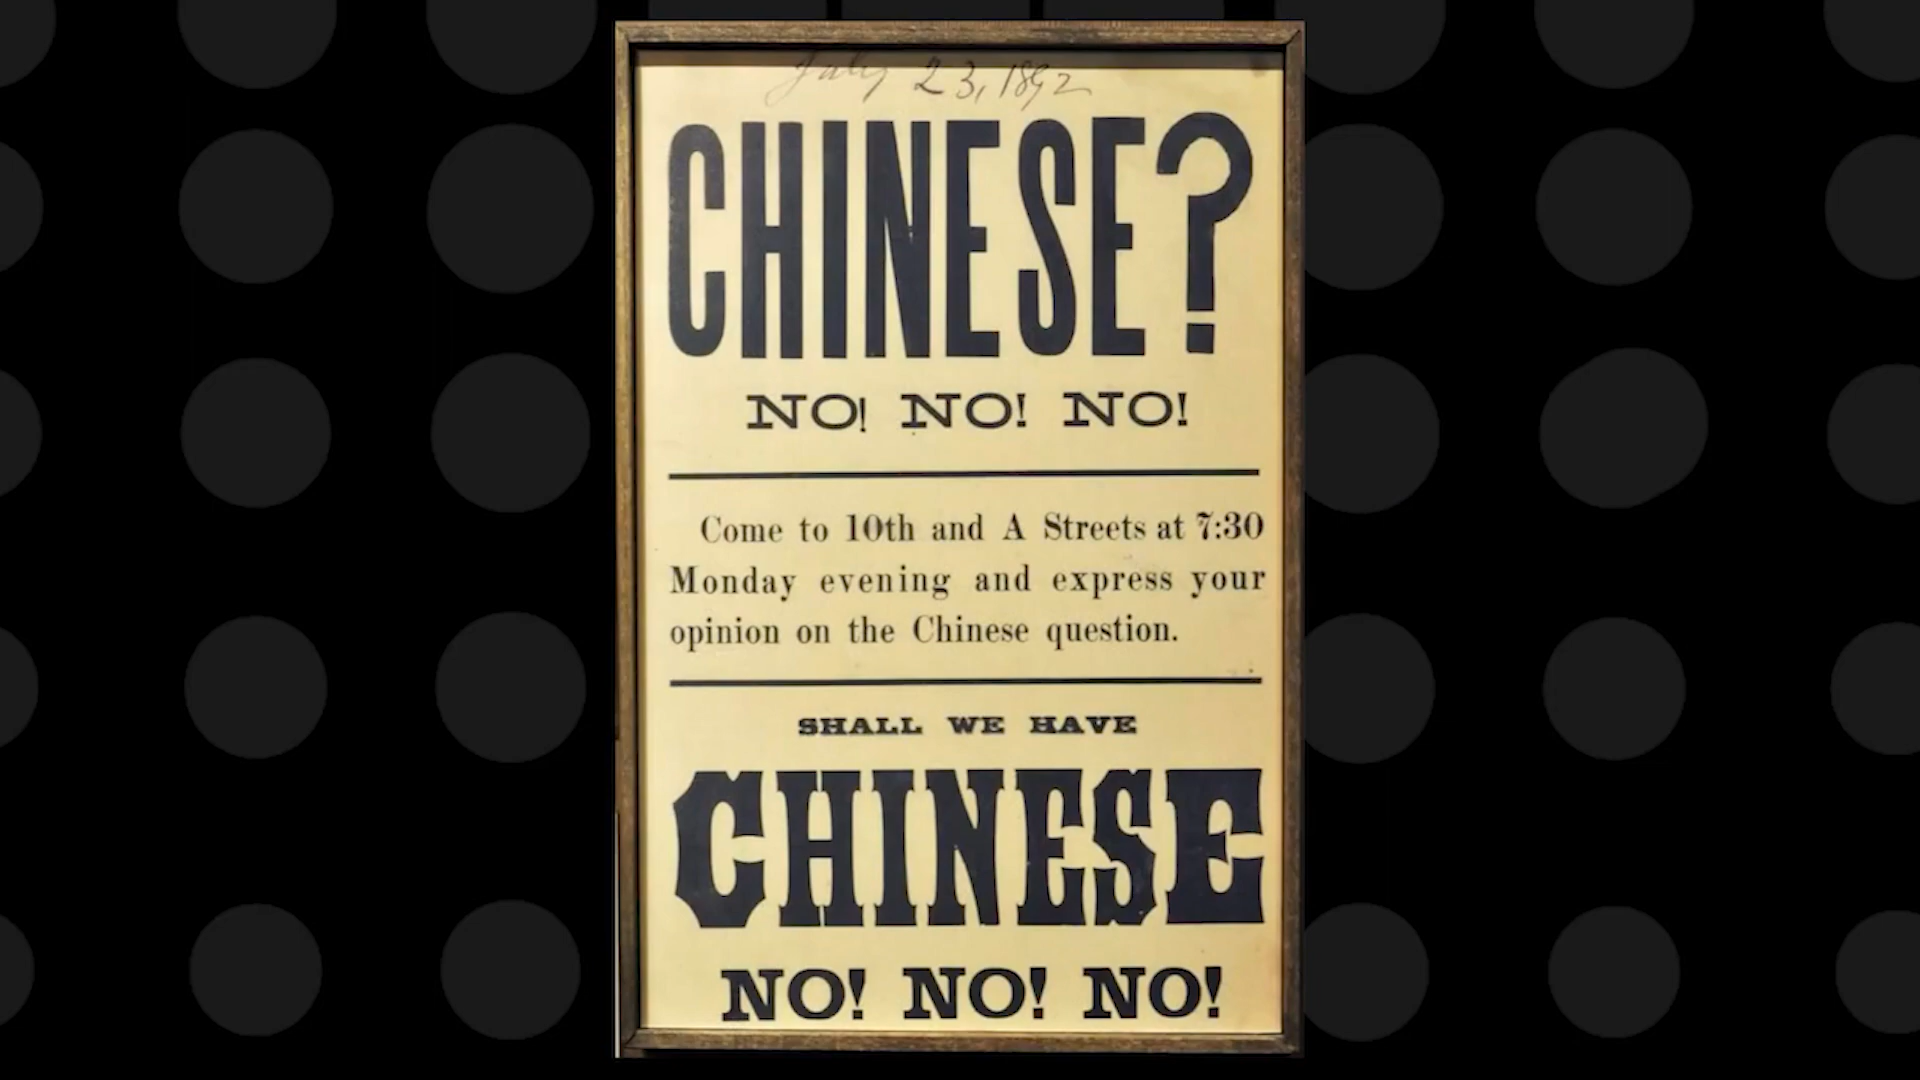 July 23, 1892
CHINESE?
NO! NO! NO!
Come to 10th and A Streets at 7:30
Monday evening and express your
opinion on the Chinese question.
SHALL WE HAVE
CHINESE
NO! NO! NO!